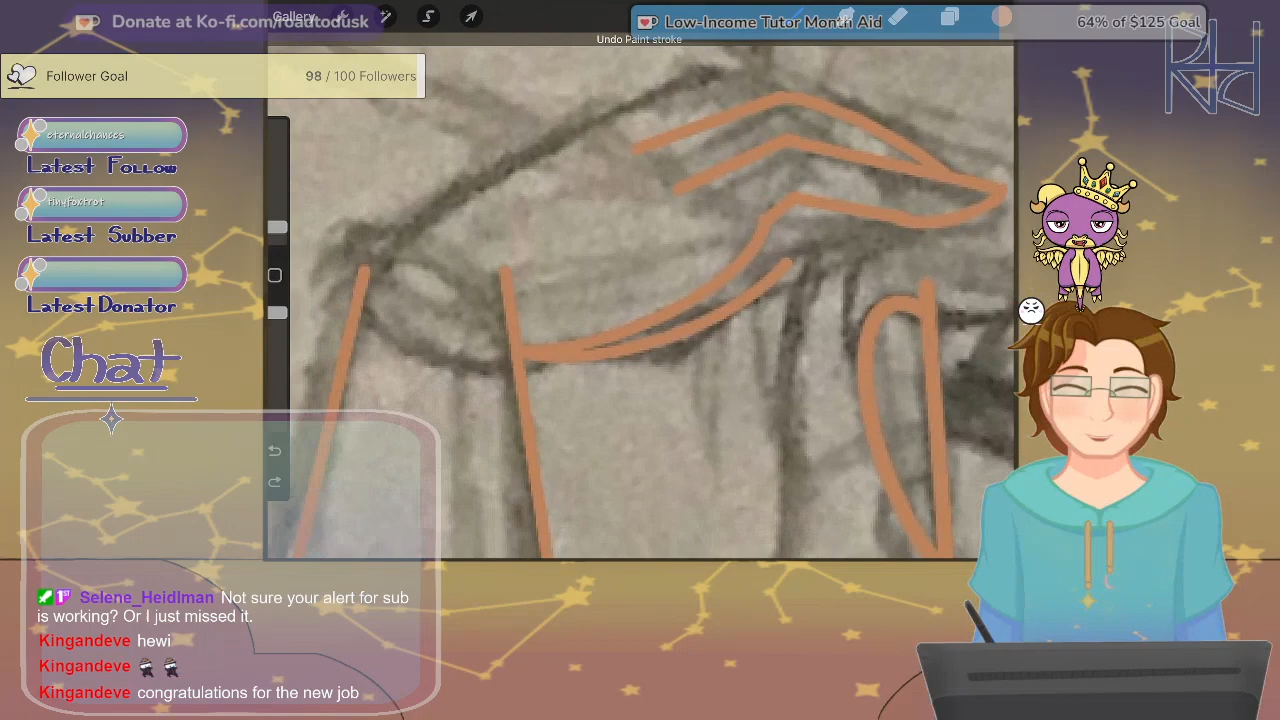 Donate at Ko-fi.com/roadtodusk
Gallery
Low-Income Tutor Month Aid
64% of $125 Goal
Undo Paint stroke
Follower Goal
98 / 100 Followers
eternalchances
Latest Follow
tinyfoxtrot
Latest Subber
Latest Donator
Chat
Selene_Heidlman Not sure your alert for sub
is working? Or I just missed it.
Kingandeve hewi
Kingandeve
Kingandeve congratulations for the new job